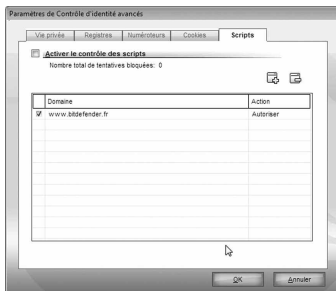 Paramètres de Contrôle d'identité avancés
Vie privée Registres Numéroteurs Cookies Scripts
Activer le contrôle des scripts
Nombre total de tentatives bloquées: 0
Domaine Action
www.bitdefender.fr Autoriser
OK Annuler